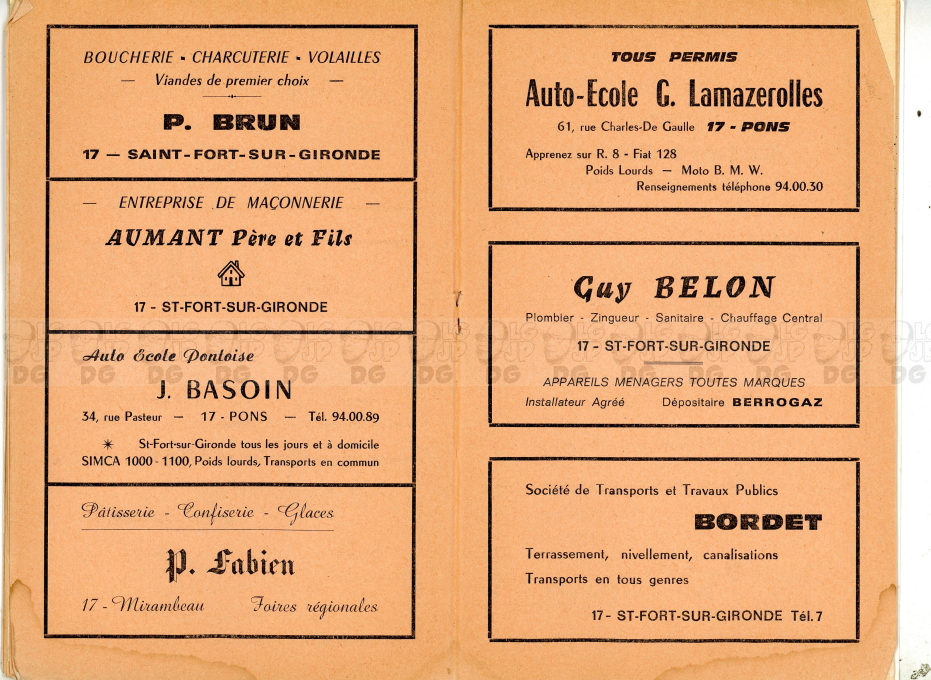 BOUCHERIE - CHARCUTERIE - VOLAILLES
— Viandes de premier choix —
P. BRUN
17 — SAINT-FORT-SUR-GIRONDE
— ENTREPRISE DE MAÇONNERIE —
AUMANT Père et Fils
17 - ST-FORT-SUR-GIRONDE
Auto Ecole Pontoise
J. BASOIN
34, rue Pasteur — 17 - PONS — Tél. 94.00.89
St-Fort-sur-Gironde tous les jours et à domicile
SIMCA 1000 - 1100, Poids lourds, Transports en commun
Pâtisserie - Confiserie - Glaces
P. Fabien
17 - Mirambeau Foires régionales
TOUS PERMIS
Auto-Ecole G. Lamazerolles
61, rue Charles-De Gaulle 17 - PONS
Apprenez sur R. 8 - Fiat 128
Poids Lourds — Moto B. M. W.
Renseignements téléphone 94.00.30
Guy BELON
Plombier - Zingueur - Sanitaire - Chauffage Central
17 - ST-FORT-SUR-GIRONDE
APPAREILS MENAGERS TOUTES MARQUES
Installateur Agréé Dépositaire BERROGAZ
Société de Transports et Travaux Publics
BORDET
Terrassement, nivellement, canalisations
Transports en tous genres
17- ST-FORT-SUR-GIRONDE Tél. 7